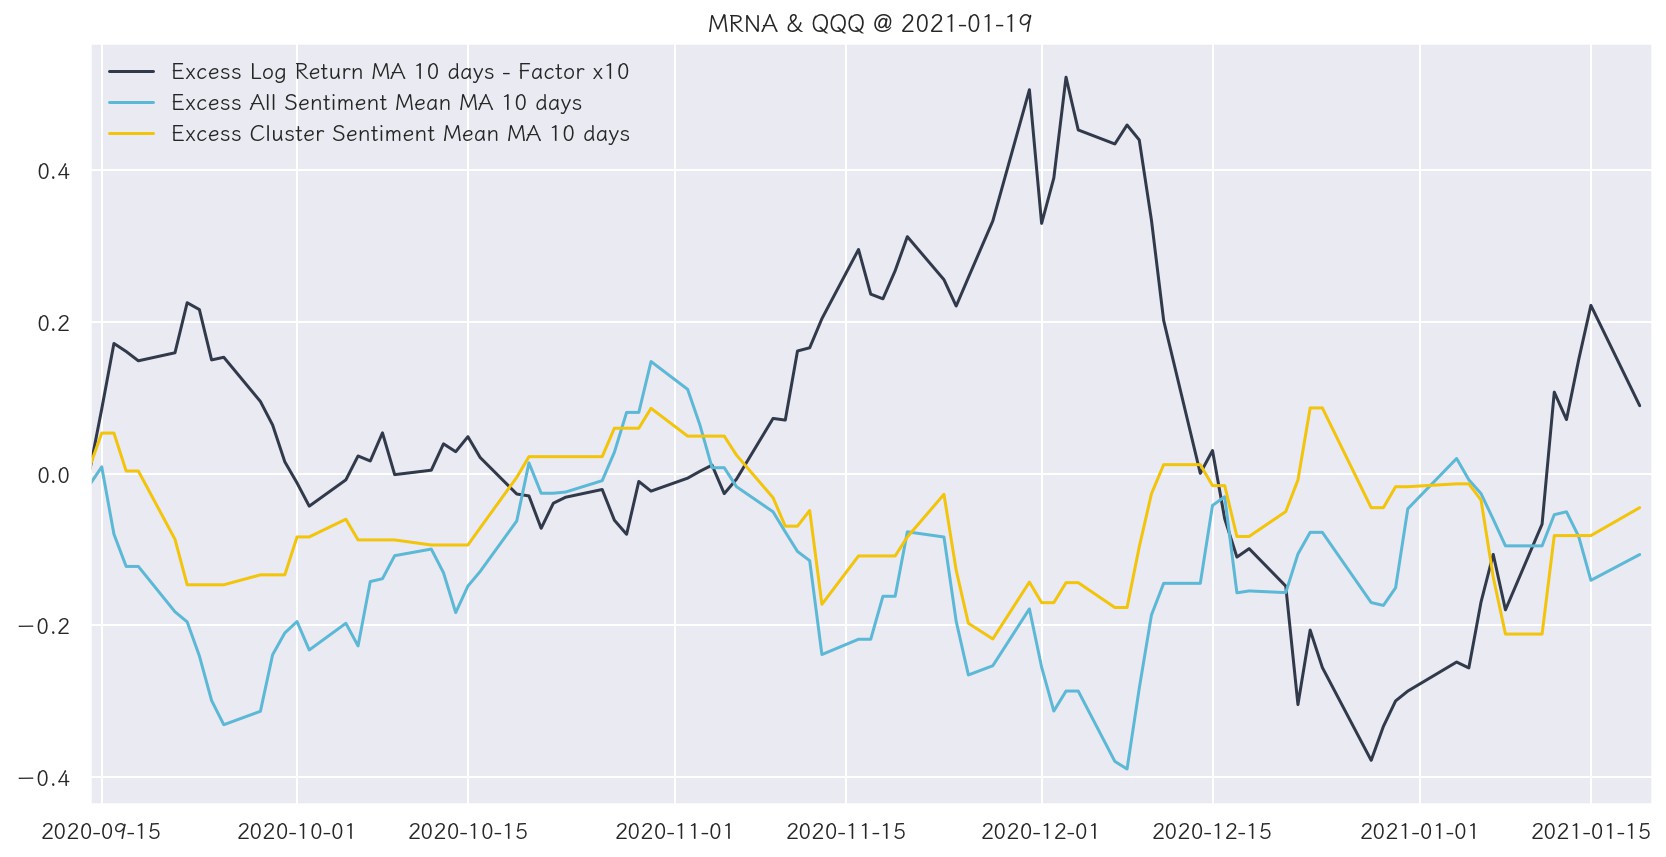 MRNA & QQQ @ 2021-01-19
Excess Log Return MA 10 days - Factor x10
Excess All Sentiment Mean MA 10 days
Excess Cluster Sentiment Mean MA 10 days
0.4
0.2
0.0
−0.2
−0.4
2020-09-15 2020-10-01 2020-10-15 2020-11-01 2020-11-15 2020-12-01 2020-12-15 2021-01-01 2021-01-15